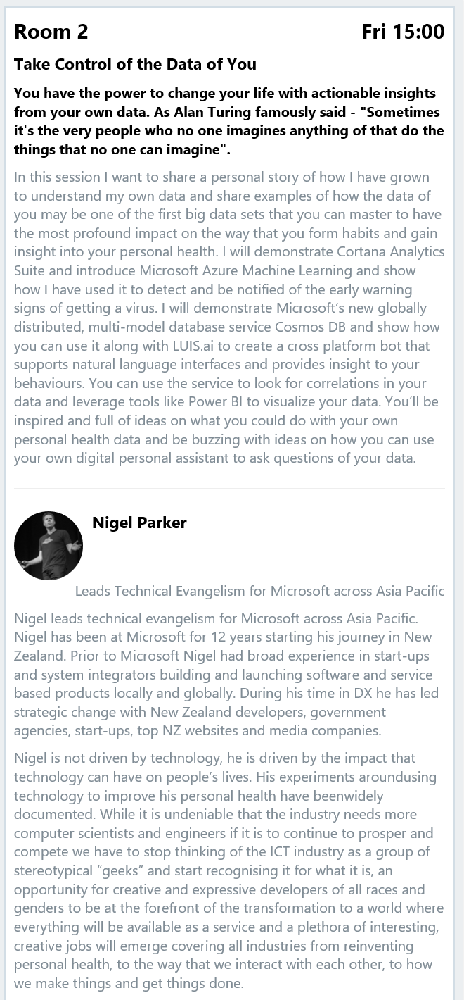 Room 2
Fri 15:00
Take Control of the Data of You
You have the power to change your life with actionable insights
from your own data. As Alan Turing famously said - "Sometimes
it's the very people who no one imagines anything of that do the
things that no one can imagine".
In this session I want to share a personal story of how I have grown
to understand my own data and share examples of how the data of
you may be one of the first big data sets that you can master to have
the most profound impact on the way that you form habits and gain
insight into your personal health. I will demonstrate Cortana Analytics
Suite and introduce Microsoft Azure Machine Learning and show
how I have used it to detect and be notified of the early warning
signs of getting a virus. I will demonstrate Microsoft’s new globally
distributed, multi-model database service Cosmos DB and show how
you can use it along with LUIS.ai to create a cross platform bot that
supports natural language interfaces and provides insight to your
behaviours. You can use the service to look for correlations in your
data and leverage tools like Power BI to visualize your data. You’ll be
inspired and full of ideas on what you could do with your own
personal health data and be buzzing with ideas on how you can use
your own digital personal assistant to ask questions of your data.
Nigel Parker
Leads Technical Evangelism for Microsoft across Asia Pacific
Nigel leads technical evangelism for Microsoft across Asia Pacific.
Nigel has been at Microsoft for 12 years starting his journey in New
Zealand. Prior to Microsoft Nigel had broad experience in start-ups
and system integrators building and launching software and service
based products locally and globally. During his time in DX he has led
strategic change with New Zealand developers, government
agencies, start-ups, top NZ websites and media companies.
Nigel is not driven by technology, he is driven by the impact that
technology can have on people’s lives. His experiments aroundusing
technology to improve his personal health have beenwidely
documented. While it is undeniable that the industry needs more
computer scientists and engineers if it is to continue to prosper and
compete we have to stop thinking of the ICT industry as a group of
stereotypical “geeks” and start recognising it for what it is, an
opportunity for creative and expressive developers of all races and
genders to be at the forefront of the transformation to a world where
everything will be available as a service and a plethora of interesting,
creative jobs will emerge covering all industries from reinventing
personal health, to the way that we interact with each other, to how
we make things and get things done.